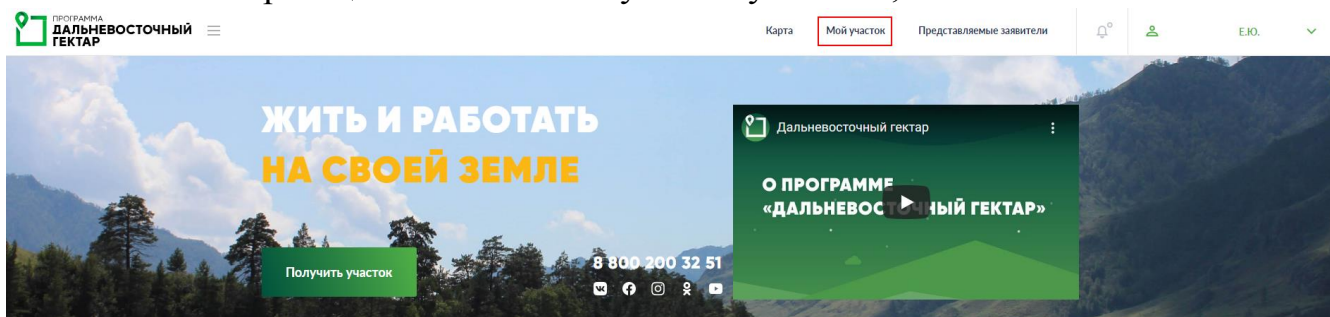 ПРОГРАММА
ДАЛЬНЕВОСТОЧНЫЙ
ГЕКТАР
Карта Мой участок Представляемые заявители Е.Ю.
ЖИТЬ И РАБОТАТЬ
НА СВОЕЙ ЗЕМЛЕ
Получить участок
8 800 200 32 51
Дальневосточный гектар
О ПРОГРАММЕ
«ДАЛЬНЕВОСТОЧНЫЙ ГЕКТАР»